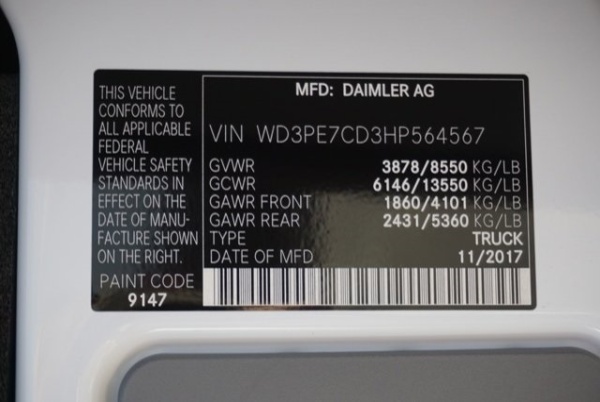 THIS VEHICLE
CONFORMS TO
ALL APPLICABLE
FEDERAL
VEHICLE SAFETY
STANDARDS IN
EFFECT ON THE
DATE OF MANU-
FACTURE SHOWN
ON THE RIGHT.
PAINT CODE
9147
MFD: DAIMLER AG
VIN WD3PE7CD3HP564567
GVWR 3878/8550 KG/LB
GCWR 6146/13550 KG/LB
GAWR FRONT 1860/4101 KG/LB
GAWR REAR 2431/5360 KG/LB
TYPE TRUCK
DATE OF MFD 11/2017